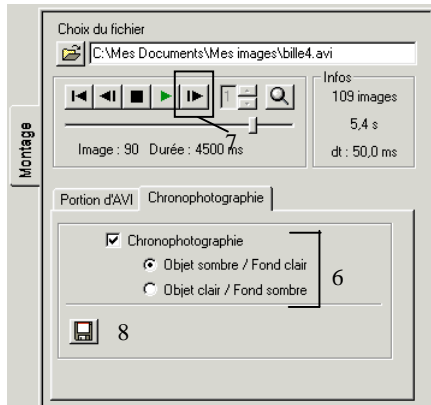 Choix du fichier
C:\Mes Documents\Mes images\bille4.avi
Infos
1
109 images
5,4 s
dt : 50,0 ms
7
Image : 90 Durée : 4500 ms
Montage
Portion d'AVI Chronophotographie
Chronophotographie
Objet sombre / Fond clair
Objet clair / Fond sombre
6
8